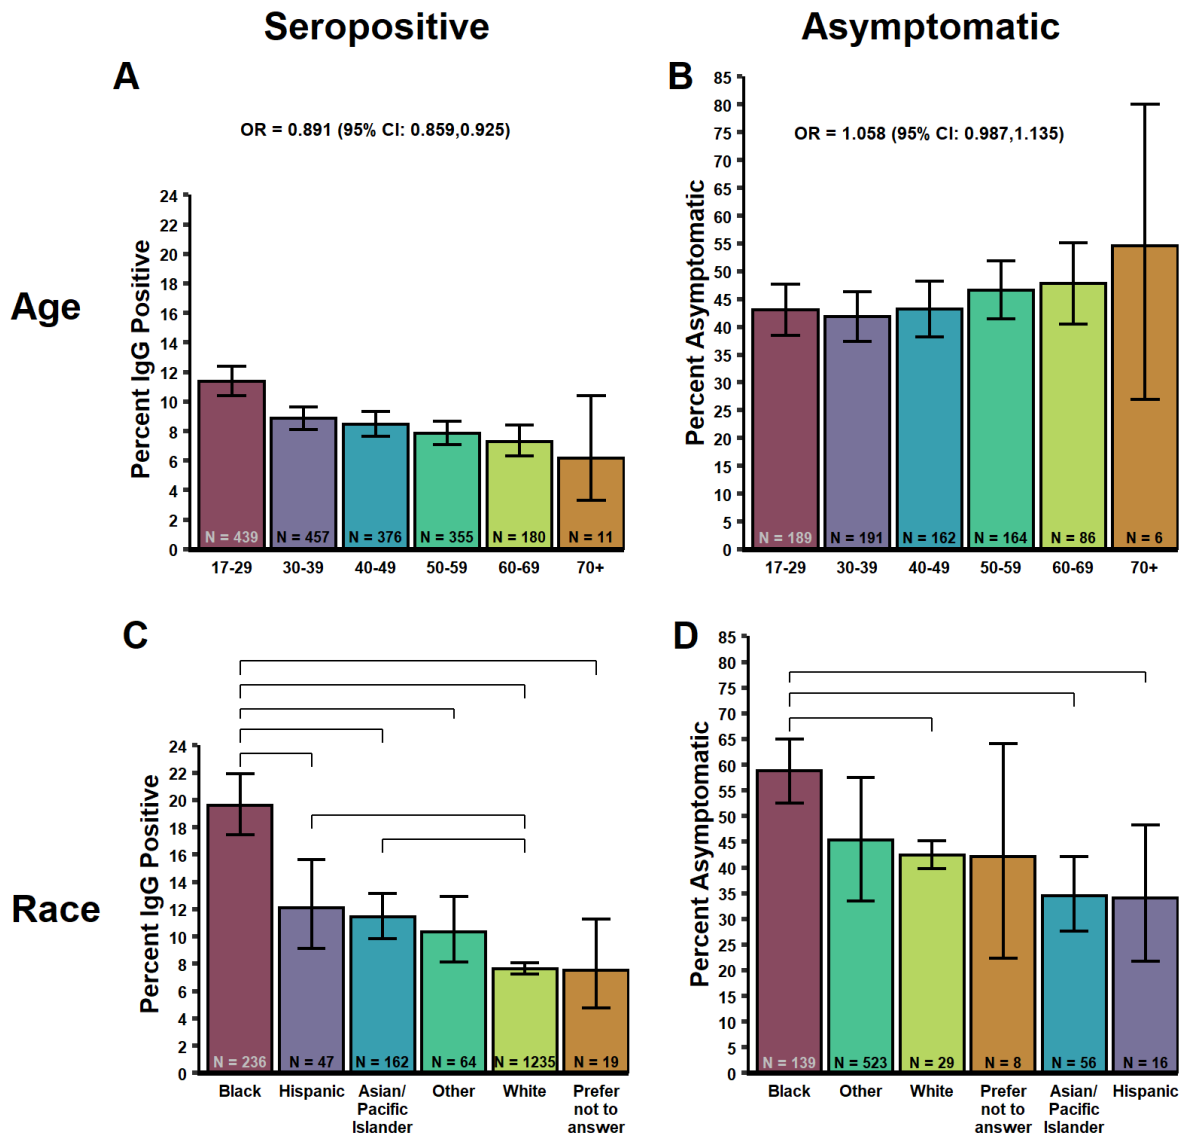 Seropositive
Asymptomatic
A
OR = 0.891 (95% CI: 0.859,0.925)
Percent IgG Positive
24
22
20
18
16
14
12
10
8
6
4
2
0
N = 439
N = 457
N = 376
N = 355
N = 180
N = 11
17-29
30-39
40-49
50-59
60-69
70+
B
OR = 1.058 (95% CI: 0.987,1.135)
Percent Asymptomatic
85
80
75
70
65
60
55
50
45
40
35
30
25
20
15
10
5
0
N = 189
N = 191
N = 162
N = 164
N = 86
N = 6
17-29
30-39
40-49
50-59
60-69
70+
Age
C
Percent IgG Positive
24
22
20
18
16
14
12
10
8
6
4
2
0
N = 236
N = 47
N = 162
N = 64
N = 1235
N = 19
Black
Hispanic
Asian/
Pacific
Islander
Other
White
Prefer
not to
answer
D
Percent Asymptomatic
85
80
75
70
65
60
55
50
45
40
35
30
25
20
15
10
5
0
N = 139
N = 523
N = 29
N = 8
N = 56
N = 16
Black
Other
White
Prefer
not to
answer
Asian/
Pacific
Islander
Hispanic
Race